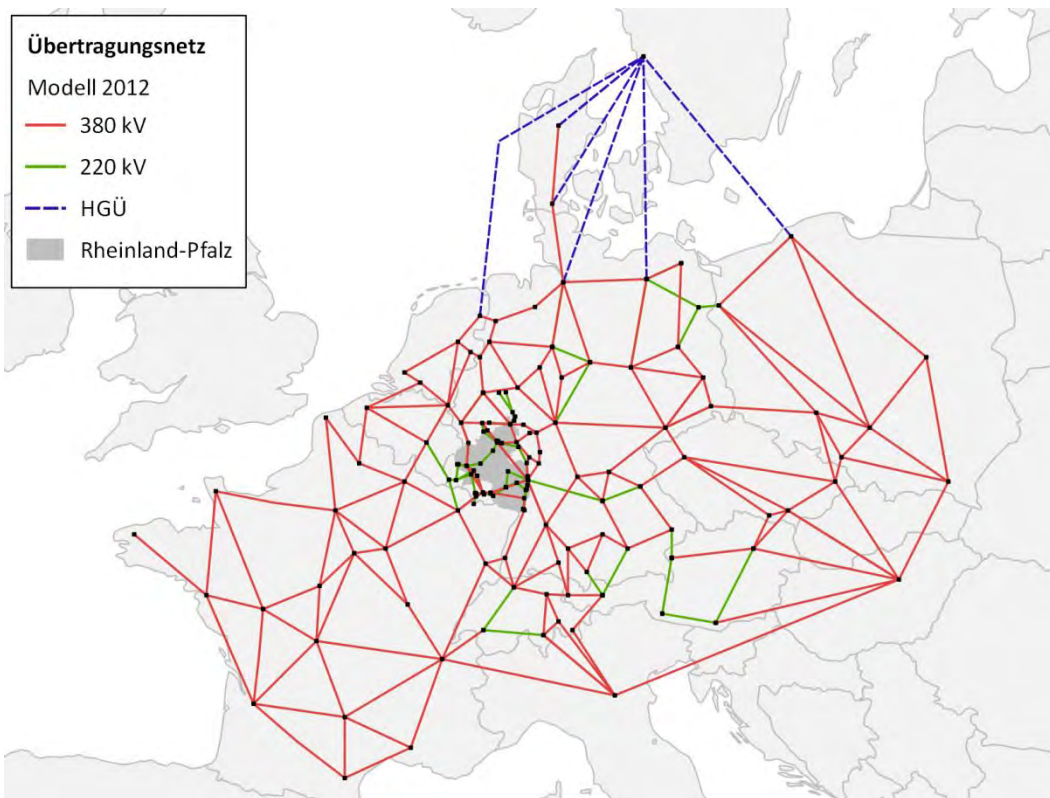 Übertragungsnetz
Modell 2012
380 kV
220 kV
HGÜ
Rheinland-Pfalz